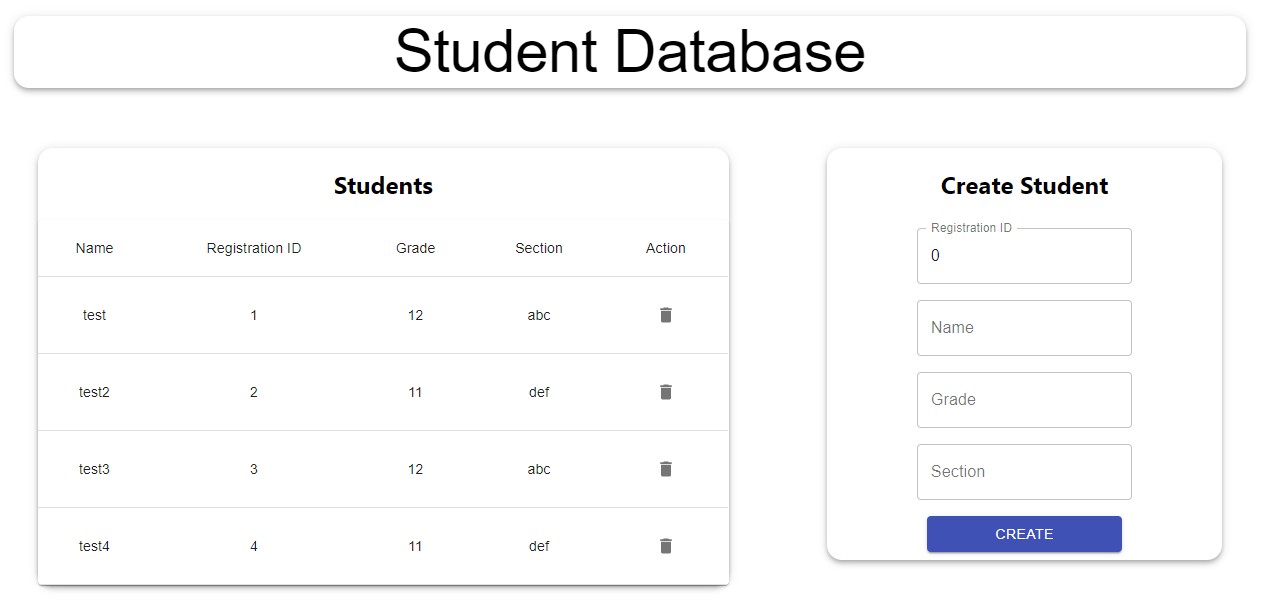 Student Database
Students
Name Registration ID Grade Section Action
test 1 12 abc
test2 2 11 def
test3 3 12 abc
test4 4 11 def
Create Student
Registration ID
0
Name
Grade
Section
CREATE